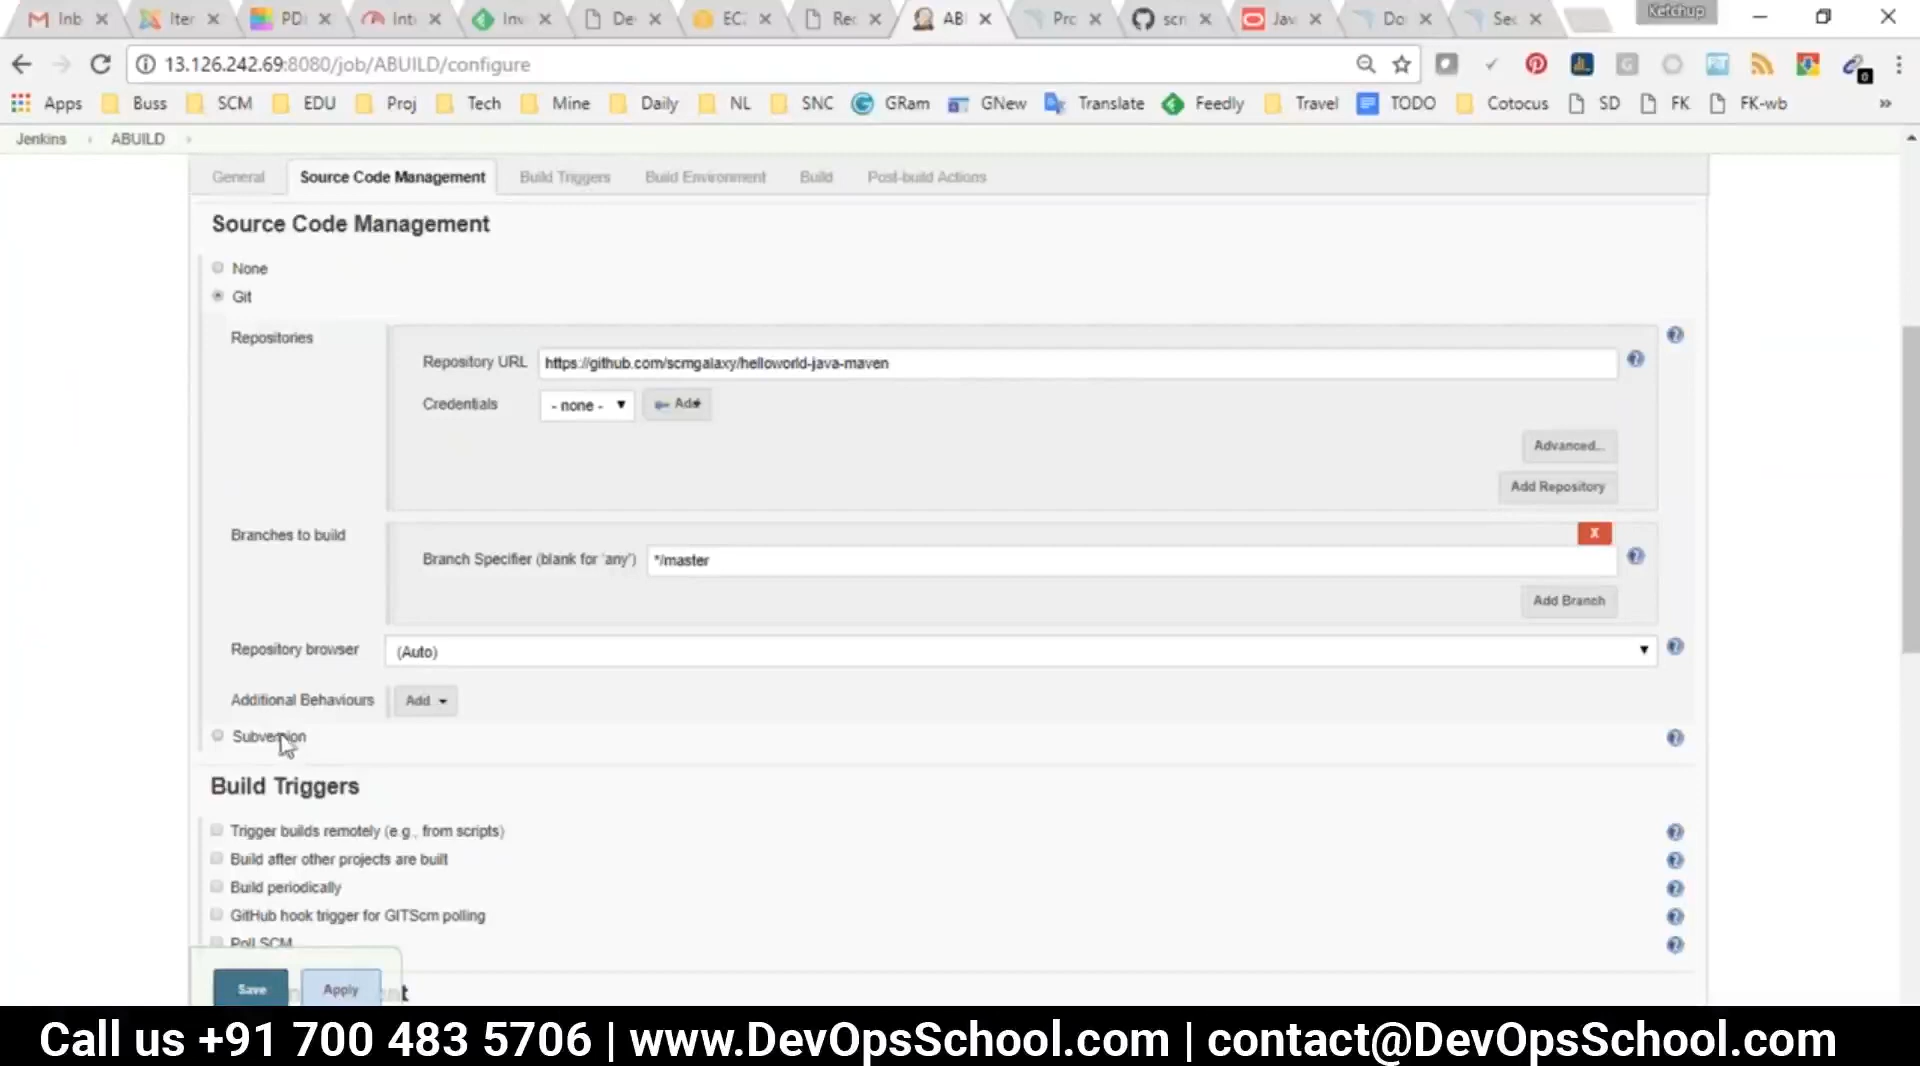 Inb Iter PD Int Inv De EC Rec AB Pro scn Jav Do Sec Ketchup
13.126.242.69:8080/job/ABUILD/configure
Apps Buss SCM EDU Proj Tech Mine Daily NL SNC GRam GNew Translate Feedly Travel TODO Cotocus SD FK FK-wb »
Jenkins ABUILD
General Source Code Management Build Triggers Build Environment Build Post-build Actions
Source Code Management
None
Git
Repositories
Repository URL https://github.com/scmgalaxy/helloworld-java-maven
Credentials - none - Add
Advanced...
Add Repository
Branches to build X
Branch Specifier (blank for 'any') */master
Add Branch
Repository browser (Auto)
Additional Behaviours Add
Subversion
Build Triggers
Trigger builds remotely (e.g., from scripts)
Build after other projects are built
Build periodically
GitHub hook trigger for GITScm polling
Poll SCM
Save Apply
Call us +91 700 483 5706 | www.DevOpsSchool.com | contact@DevOpsSchool.com